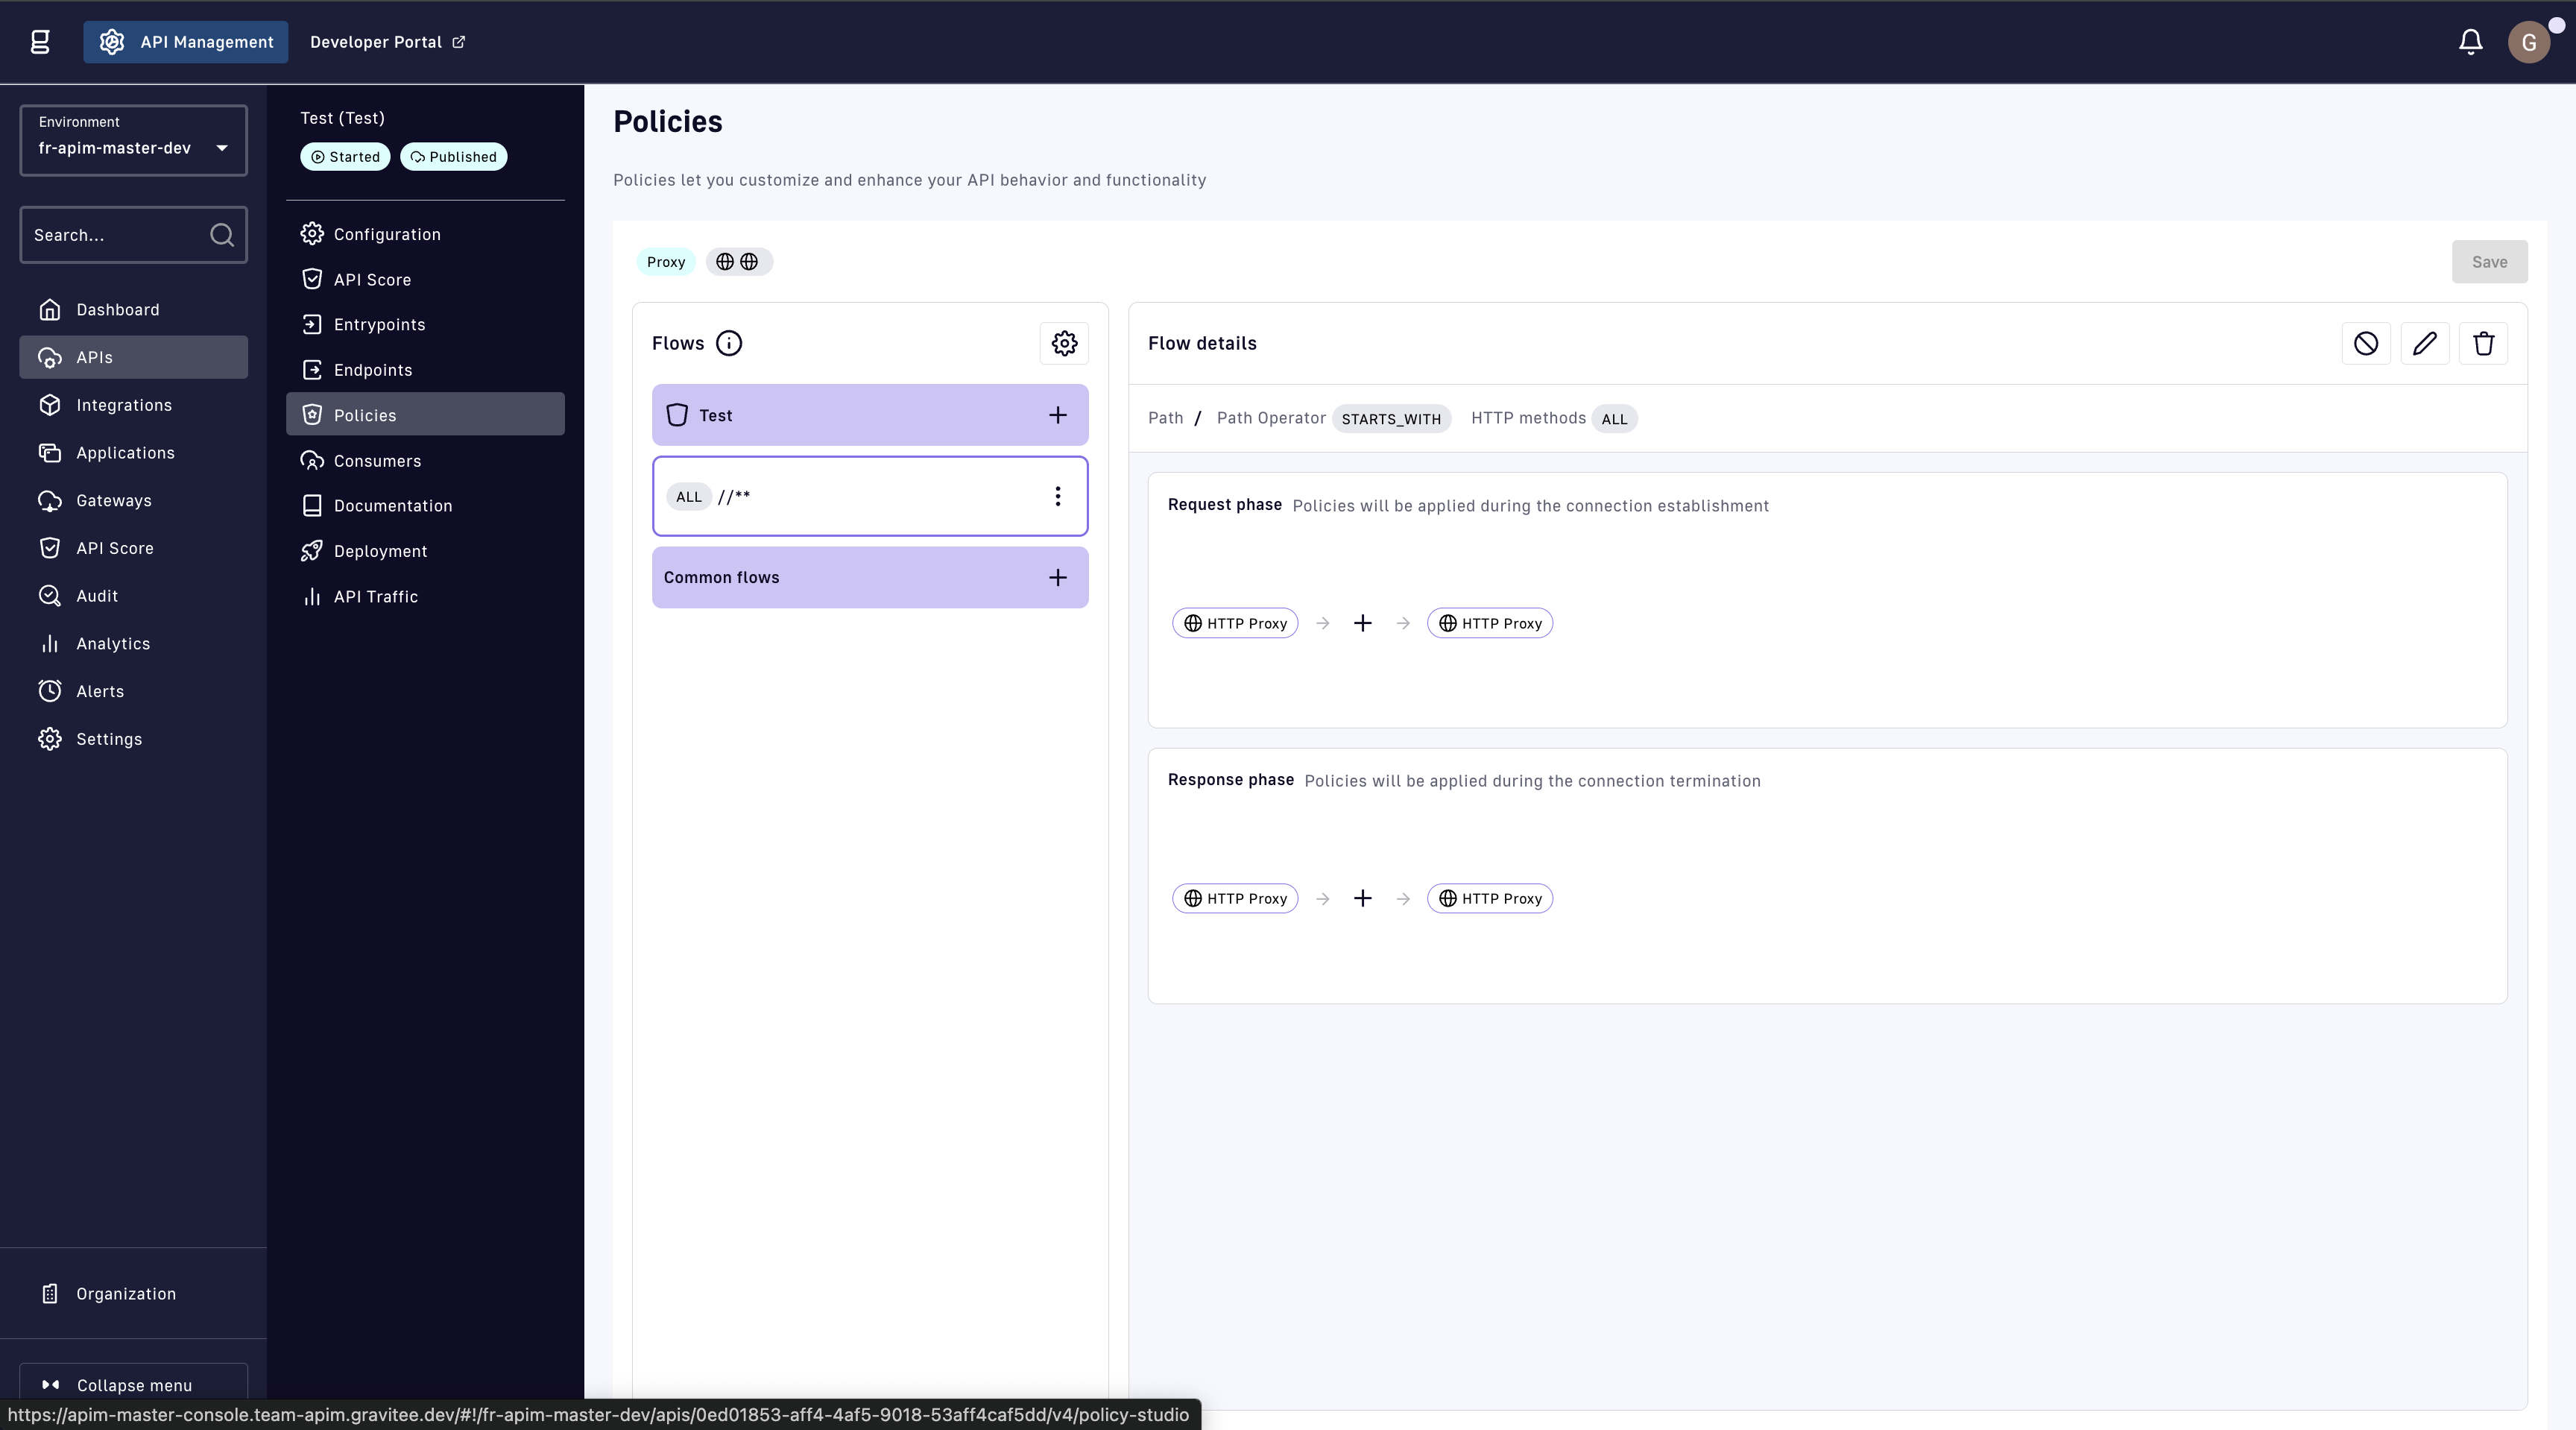 API Management
Developer Portal
G
Environment
fr-apim-master-dev
Search...
Dashboard
APIs
Integrations
Applications
Gateways
API Score
Audit
Analytics
Alerts
Settings
Organization
Collapse menu
Test (Test)
Started
Published
Configuration
API Score
Entrypoints
Endpoints
Policies
Consumers
Documentation
Deployment
API Traffic
Policies
Policies let you customize and enhance your API behavior and functionality
Proxy
Save
Flows
Test
ALL //**
Common flows
Flow details
Path / Path Operator STARTS_WITH HTTP methods ALL
Request phase Policies will be applied during the connection establishment
HTTP Proxy
HTTP Proxy
Response phase Policies will be applied during the connection termination
HTTP Proxy
HTTP Proxy
https://apim-master-console.team-apim.gravitee.dev/#!/fr-apim-master-dev/apis/0ed01853-aff4-4af5-9018-53aff4caf5dd/v4/policy-studio